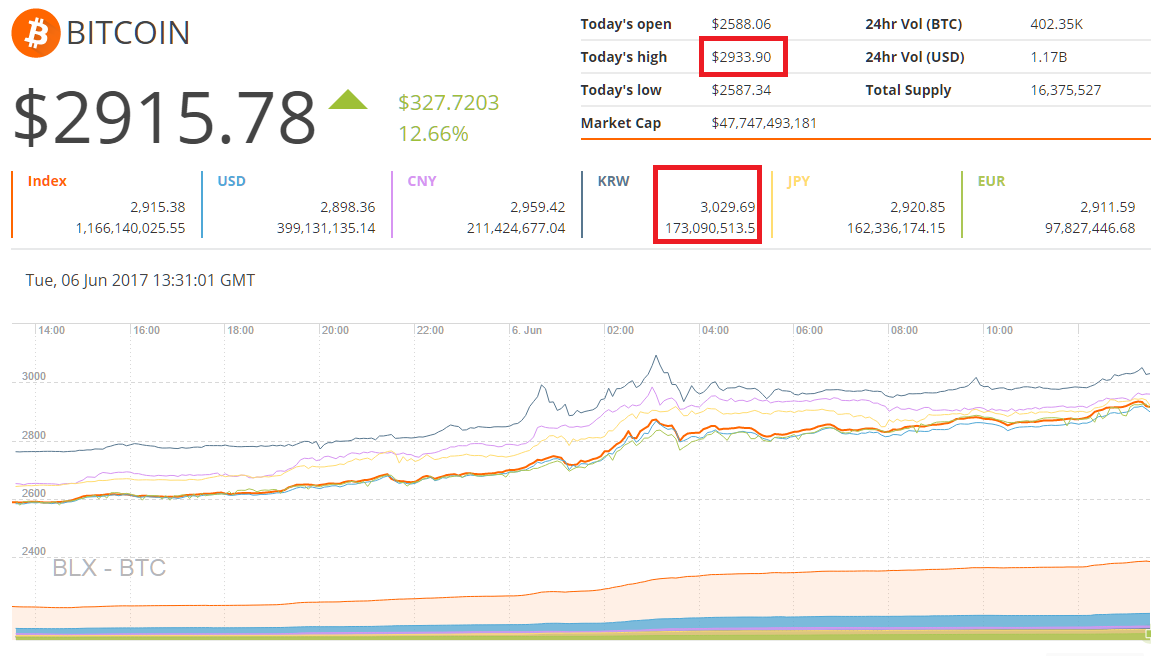 BITCOIN
$2915.78
$327.7203
12.66%
Today's open $2588.06 24hr Vol (BTC) 402.35K
Today's high $2933.90 24hr Vol (USD) 1.17B
Today's low $2587.34 Total Supply 16,375,527
Market Cap $47,747,493,181
Index USD CNY KRW JPY EUR
2,915.38 2,898.36 2,959.42 3,029.69 2,920.85 2,911.59
1,166,140,025.55 399,131,135.14 211,424,677.04 173,090,513.5 162,336,174.15 97,827,446.68
Tue, 06 Jun 2017 13:31:01 GMT
14:00 16:00 18:00 20:00 22:00 6. Jun 02:00 04:00 06:00 08:00 10:00
3000
2800
2600
2400
BLX - BTC